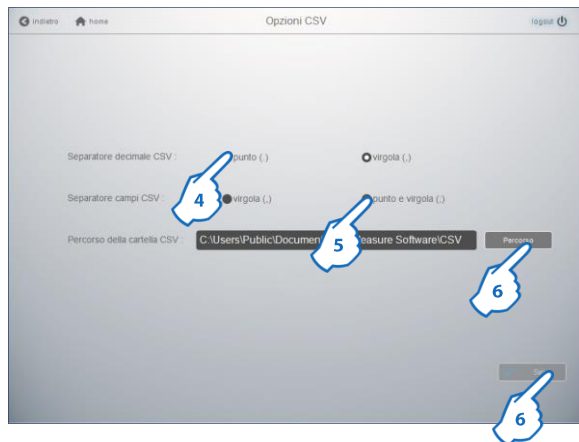 indietro home Opzioni CSV logout
Separatore decimale CSV : punto (.) virgola (,)
4
Separatore campi CSV : virgola (,) punto e virgola (;)
5
Percorso della cartella CSV : C:\Users\Public\Document easure Software\CSV Percorso
6
6